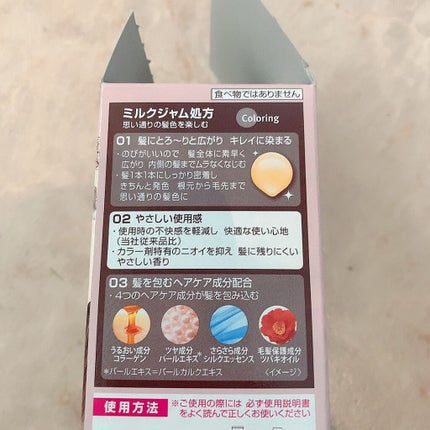 食べ物ではありません
ミルクジャム処方
思い通りの髪色を楽しむ
Coloring
01 髪にとろ〜りと広がり キレイに染まる
・のびがいいので 髪全体に素早く
広がり 内側の髪までムラなくなじむ
・髪1本1本にしっかり密着し
きちんと発色 根元から毛先まで
思い通りの髪色に
02 やさしい使用感
・使用時の不快感を軽減し 快適な使い心地
(当社従来品比)
・カラー剤特有のニオイを抑え 髪に残りにくい
やさしい香り
03 髪を包むヘアケア成分配合
・4つのヘアケア成分が髪を包み込む
うるおい成分
コラーゲン
ツヤ成分
パールエキス*
さらさら成分
シルクエッセンス
毛髪保護成分
ツバキオイル
*パールエキス=パールカルクエキス
〈イメージ〉
使用方法
※ご使用の際には 必ず使用説明書
をよく読んで正しくお使いください